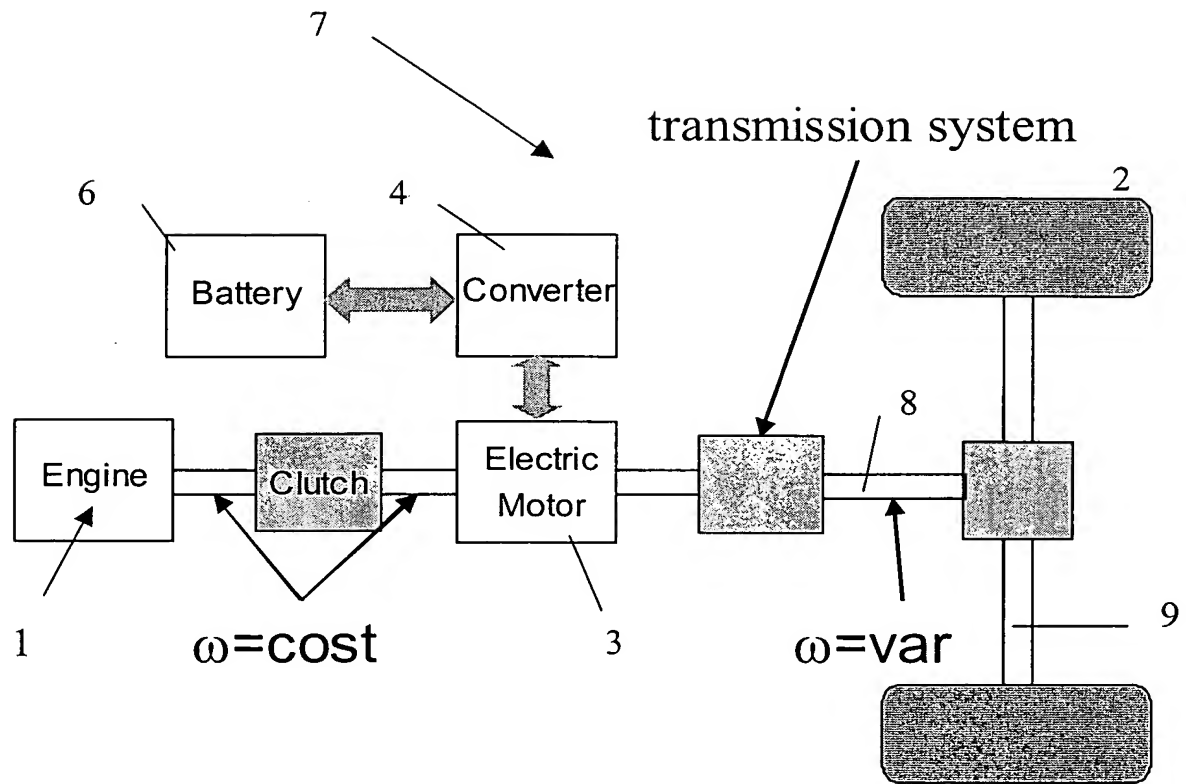 7
transmission system
6
4
2
Battery
Converter
8
Engine
Clutch
Electric
Motor
1
ω=cost
3
ω=var
9